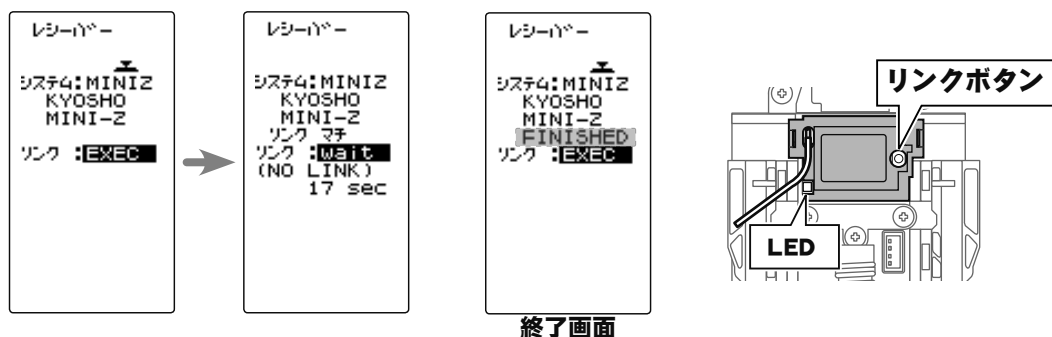 レシーバー
システム:MINIZ
KYOSHO
MINI-Z
リンク :EXEC
レシーバー
システム:MINIZ
KYOSHO
MINI-Z
リンク マチ
リンク :wait
(NO LINK)
17 sec
レシーバー
システム:MINIZ
KYOSHO
MINI-Z
FINISHED
リンク :EXEC
終了画面
リンクボタン
LED